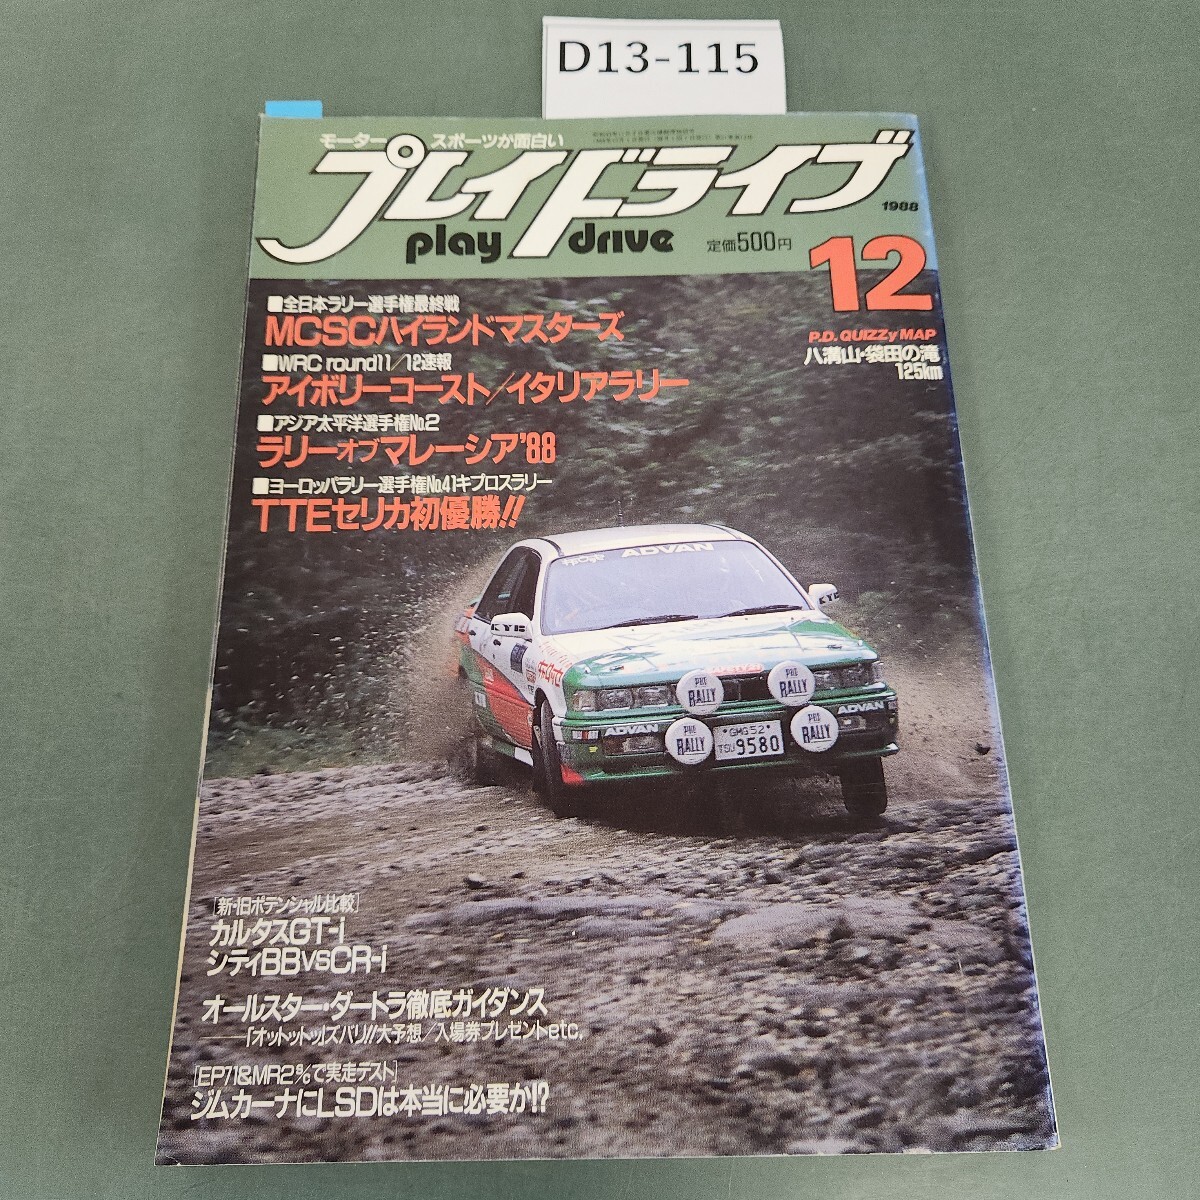 D13-115
モータースポーツが面白い
プレイドライブ
play drive
1988
定価500円
12
P.D. QUIZZy MAP
八溝山・袋田の滝
125km
■全日本ラリー選手権最終戦
MCSCハイランドマスターズ
■WRC round11/12速報
アイボリーコースト/イタリアラリー
■アジア太平洋選手権No.2
ラリーオブマレーシア'88
■ヨーロッパラリー選手権No.41キプロスラリー
TTEセリカ初優勝!!
ADVAN
KYB
KYB
PIAA
RALLY
PIAA
RALLY
ADVAN
ADVAN
PIAA
RALLY
PIAA
RALLY
GMG52
TSU 9580
[新・旧ポテンシャル比較]
カルタスGT-i
シティBBvsCR-i
オールスター・ダートラ徹底ガイダンス
「オットットッ!ズバリ!!大予想/入場券プレゼントetc,
[EP71&MR2%で実走テスト]
ジムカーナにLSDは本当に必要か!?